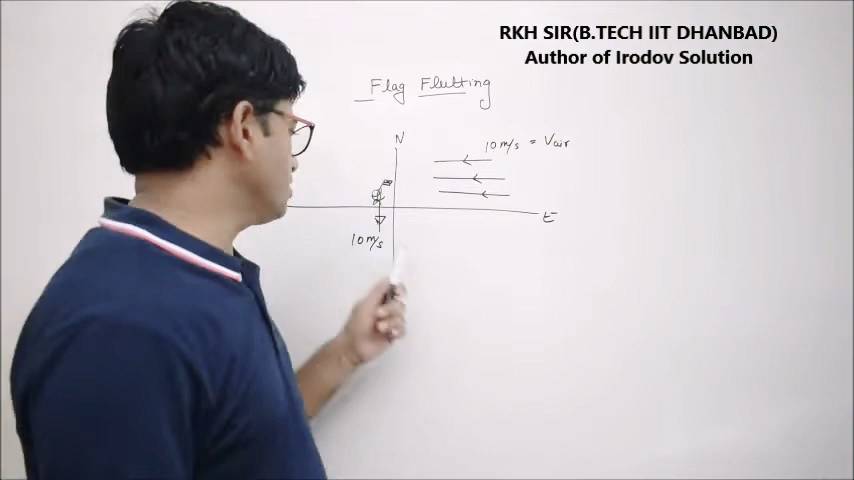 RKH SIR(B.TECH IIT DHANBAD)
Author of Irodov Solution
Flag Flutting
N
10 m/s = Vair
E
10 m/s